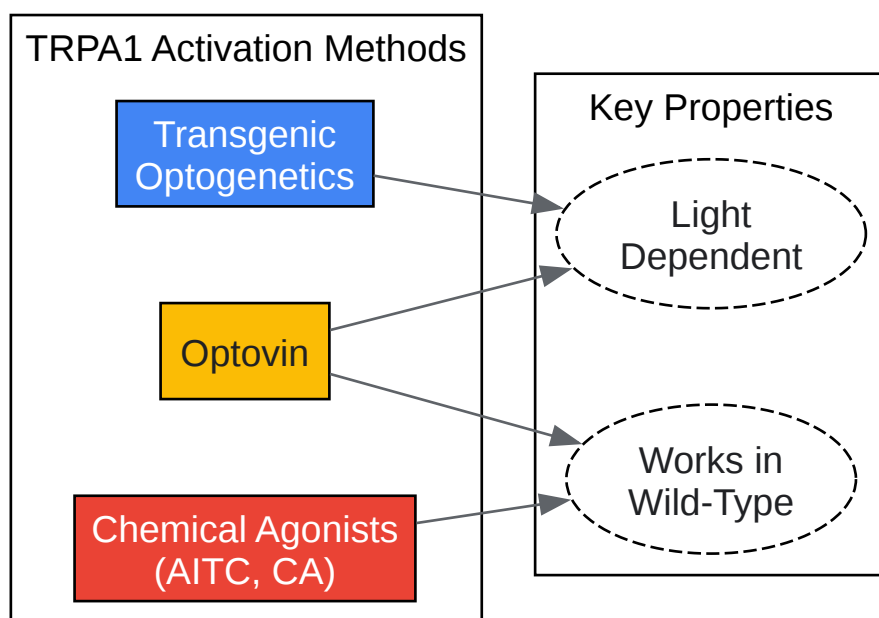 TRPA1 Activation Methods
Transgenic
Optogenetics
Optovin
Chemical Agonists
(AITC, CA)
Key Properties
Light
Dependent
Works in
Wild-Type